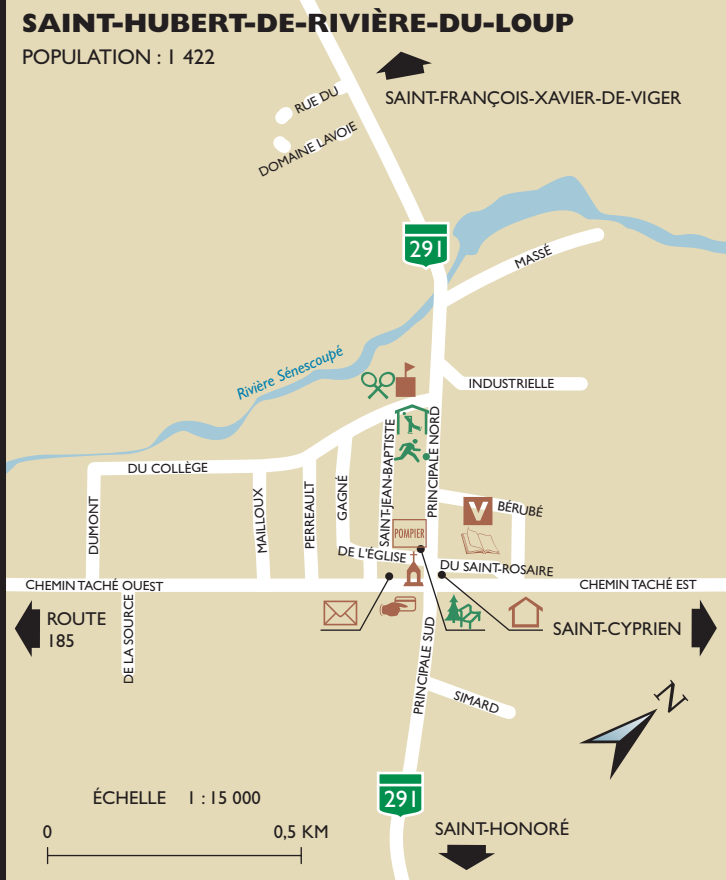 SAINT-HUBERT-DE-RIVIÈRE-DU-LOUP
POPULATION : 1 422
SAINT-FRANÇOIS-XAVIER-DE-VIGER
RUE DU
DOMAINE LAVOIE
291
MASSÉ
Rivière Sénescoupé
INDUSTRIELLE
DU COLLÈGE
DUMONT
MAILLOUX
PERREAULT
GAGNÉ
SAINT-JEAN-BAPTISTE
PRINCIPALE NORD
V
BÉRUBÉ
POMPIER
DE L'ÉGLISE
DU SAINT-ROSAIRE
CHEMIN TACHÉ OUEST
CHEMIN TACHÉ EST
ROUTE
185
DE LA SOURCE
SAINT-CYPRIEN
PRINCIPALE SUD
SIMARD
N
ÉCHELLE 1 : 15 000
0 0,5 KM
291
SAINT-HONORÉ